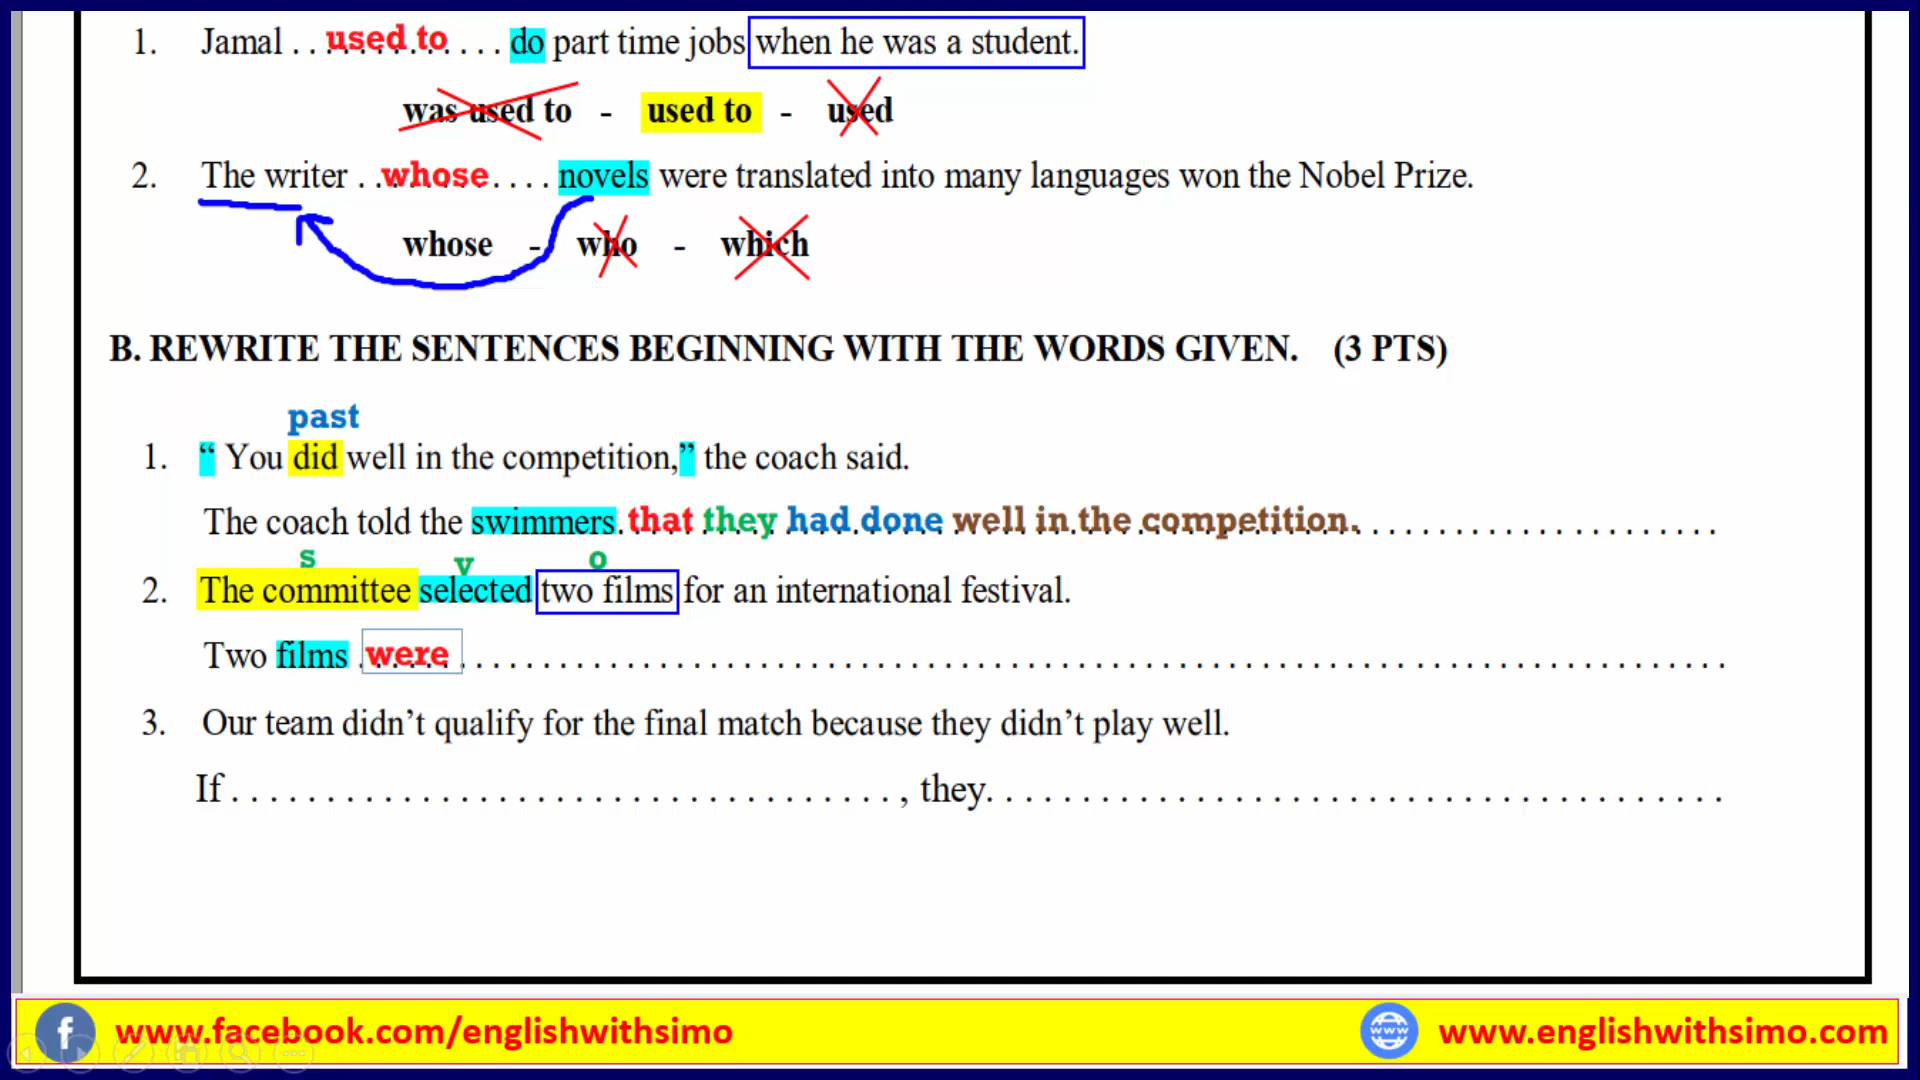 1. Jamal . . used to . . . . do part time jobs when he was a student.
was used to - used to - used
2. The writer . . whose . . . . novels were translated into many languages won the Nobel Prize.
whose - who - which
B. REWRITE THE SENTENCES BEGINNING WITH THE WORDS GIVEN. (3 PTS)
past
1. “ You did well in the competition,” the coach said.
The coach told the swimmers. that they had done well in the competition. . . . . . . . . . . . . . . . . . . .
s v o
2. The committee selected two films for an international festival.
Two films were . . . . . . . . . . . . . . . . . . . . . . . . . . . . . . . . . . . . . . . . . . . . . . . . . . . . . . . . . . . . . . . .
3. Our team didn’t qualify for the final match because they didn’t play well.
If . . . . . . . . . . . . . . . . . . . . . . . . . . . . . . . . . . . , they. . . . . . . . . . . . . . . . . . . . . . . . . . . . . . . . . . . . . . .
www.facebook.com/englishwithsimo www.englishwithsimo.com